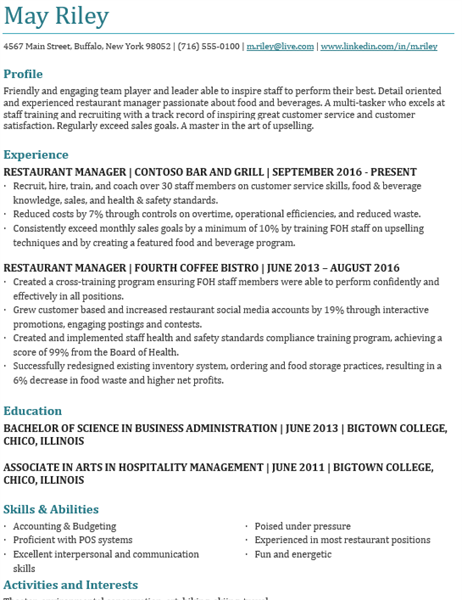 May Riley
4567 Main Street, Buffalo, New York 98052 | (716) 555-0100 | m.riley@live.com | www.linkedin.com/in/m.riley
Profile
Friendly and engaging team player and leader able to inspire staff to perform their best. Detail oriented
and experienced restaurant manager passionate about food and beverages. A multi-tasker who excels at
staff training and recruiting with a track record of inspiring great customer service and customer
satisfaction. Regularly exceed sales goals. A master in the art of upselling.
Experience
RESTAURANT MANAGER | CONTOSO BAR AND GRILL | SEPTEMBER 2016 - PRESENT
· Recruit, hire, train, and coach over 30 staff members on customer service skills, food & beverage
knowledge, sales, and health & safety standards.
· Reduced costs by 7% through controls on overtime, operational efficiencies, and reduced waste.
· Consistently exceed monthly sales goals by a minimum of 10% by training FOH staff on upselling
techniques and by creating a featured food and beverage program.
RESTAURANT MANAGER | FOURTH COFFEE BISTRO | JUNE 2013 – AUGUST 2016
· Created a cross-training program ensuring FOH staff members were able to perform confidently and
effectively in all positions.
· Grew customer based and increased restaurant social media accounts by 19% through interactive
promotions, engaging postings and contests.
· Created and implemented staff health and safety standards compliance training program, achieving a
score of 99% from the Board of Health.
· Successfully redesigned existing inventory system, ordering and food storage practices, resulting in a
6% decrease in food waste and higher net profits.
Education
BACHELOR OF SCIENCE IN BUSINESS ADMINISTRATION | JUNE 2013 | BIGTOWN COLLEGE,
CHICO, ILLINOIS
ASSOCIATE IN ARTS IN HOSPITALITY MANAGEMENT | JUNE 2011 | BIGTOWN COLLEGE,
CHICO, ILLINOIS
Skills & Abilities
· Accounting & Budgeting
· Proficient with POS systems
· Excellent interpersonal and communication
skills
· Poised under pressure
· Experienced in most restaurant positions
· Fun and energetic
Activities and Interests